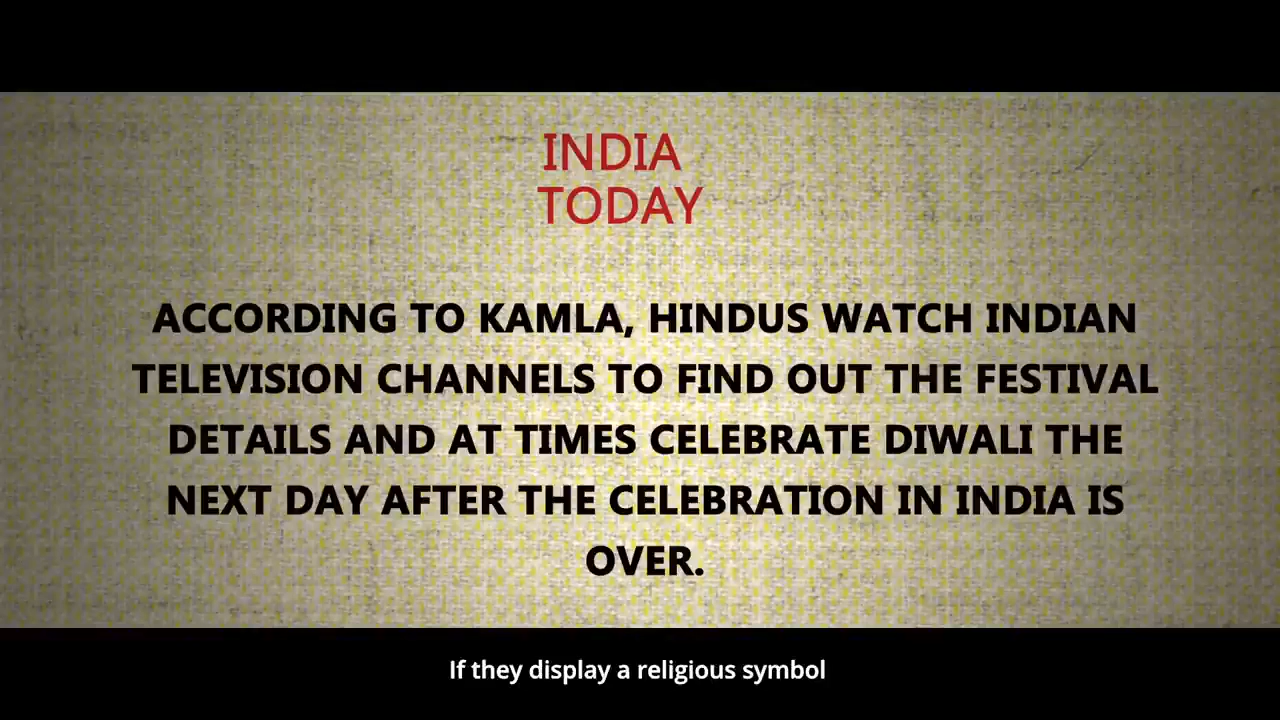 INDIA
TODAY
ACCORDING TO KAMLA, HINDUS WATCH INDIAN
TELEVISION CHANNELS TO FIND OUT THE FESTIVAL
DETAILS AND AT TIMES CELEBRATE DIWALI THE
NEXT DAY AFTER THE CELEBRATION IN INDIA IS
OVER.
If they display a religious symbol